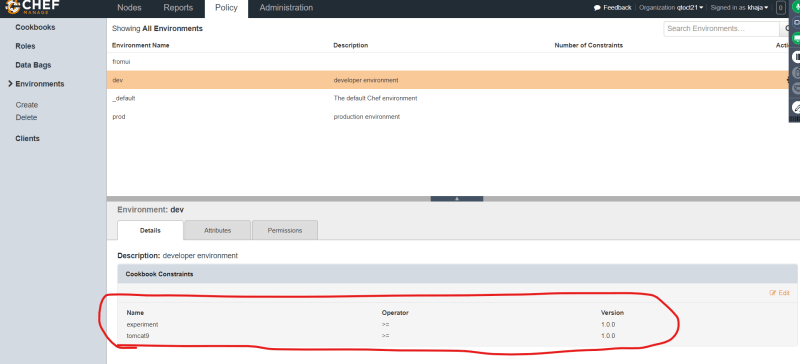 CHEF
MANAGE
Nodes Reports Policy Administration
Feedback Organization qtoct21 Signed in as khaja 0
Cookbooks
Roles
Data Bags
Environments
Create
Delete
Clients
Showing All Environments
Search Environments...
Environment Name Description Number of Constraints
fromui
dev developer environment
_default The default Chef environment
prod production environment
Environment: dev
Details Attributes Permissions
Description: developer environment
Cookbook Constraints
Edit
Name Operator Version
experiment >= 1.0.0
tomcat9 >= 1.0.0